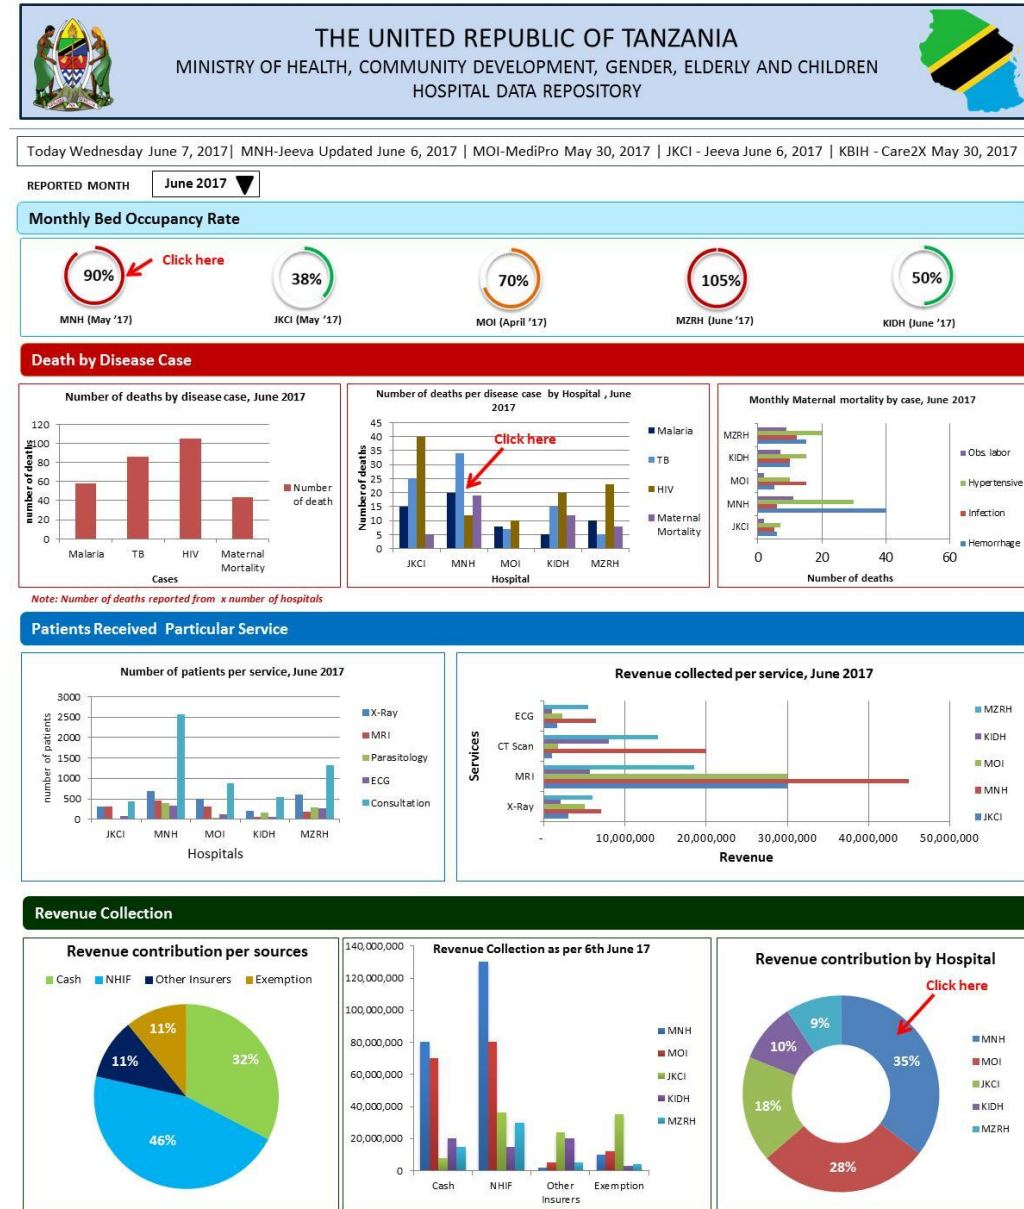 THE UNITED REPUBLIC OF TANZANIA
MINISTRY OF HEALTH, COMMUNITY DEVELOPMENT, GENDER, ELDERLY AND CHILDREN
HOSPITAL DATA REPOSITORY
Today Wednesday June 7, 2017| MNH-Jeeva Updated June 6, 2017 | MOI-MediPro May 30, 2017 | JKCI - Jeeva June 6, 2017 | KBIH - Care2X May 30, 2017
REPORTED MONTH
June 2017
Monthly Bed Occupancy Rate
90%
Click here
MNH (May '17)
38%
JKCI (May '17)
70%
MOI (April '17)
105%
MZRH (June '17)
50%
KIDH (June '17)
Death by Disease Case
Number of deaths by disease case, June 2017
number of deaths
120
100
80
60
40
20
0
Malaria
TB
HIV
Maternal
Mortality
Cases
Number
of death
Note: Number of deaths reported from x number of hospitals
Number of deaths per disease case by Hospital , June
2017
Click here
Number of deaths
45
40
35
30
25
20
15
10
5
0
JKCI
MNH
MOI
KIDH
MZRH
Hospital
Malaria
TB
HIV
Maternal
Mortality
Monthly Maternal mortality by case, June 2017
MZRH
KIDH
MOI
MNH
JKCI
0
20
40
60
Number of deaths
Obs. labor
Hypertensive
Infection
Hemorrhage
Patients Received Particular Service
Number of patients per service, June 2017
number of patients
3000
2500
2000
1500
1000
500
0
JKCI
MNH
MOI
KIDH
MZRH
Hospitals
X-Ray
MRI
Parasitology
ECG
Consultation
Revenue collected per service, June 2017
Services
ECG
CT Scan
MRI
X-Ray
-
10,000,000
20,000,000
30,000,000
40,000,000
50,000,000
Revenue
MZRH
KIDH
MOI
MNH
JKCI
Revenue Collection
Revenue contribution per sources
Cash
NHIF
Other Insurers
Exemption
11%
32%
11%
46%
Revenue Collection as per 6th June 17
140,000,000
120,000,000
100,000,000
80,000,000
60,000,000
40,000,000
20,000,000
0
Cash
NHIF
Other
Insurers
Exemption
MNH
MOI
JKCI
KIDH
MZRH
Revenue contribution by Hospital
Click here
9%
10%
35%
18%
28%
MNH
MOI
JKCI
KIDH
MZRH